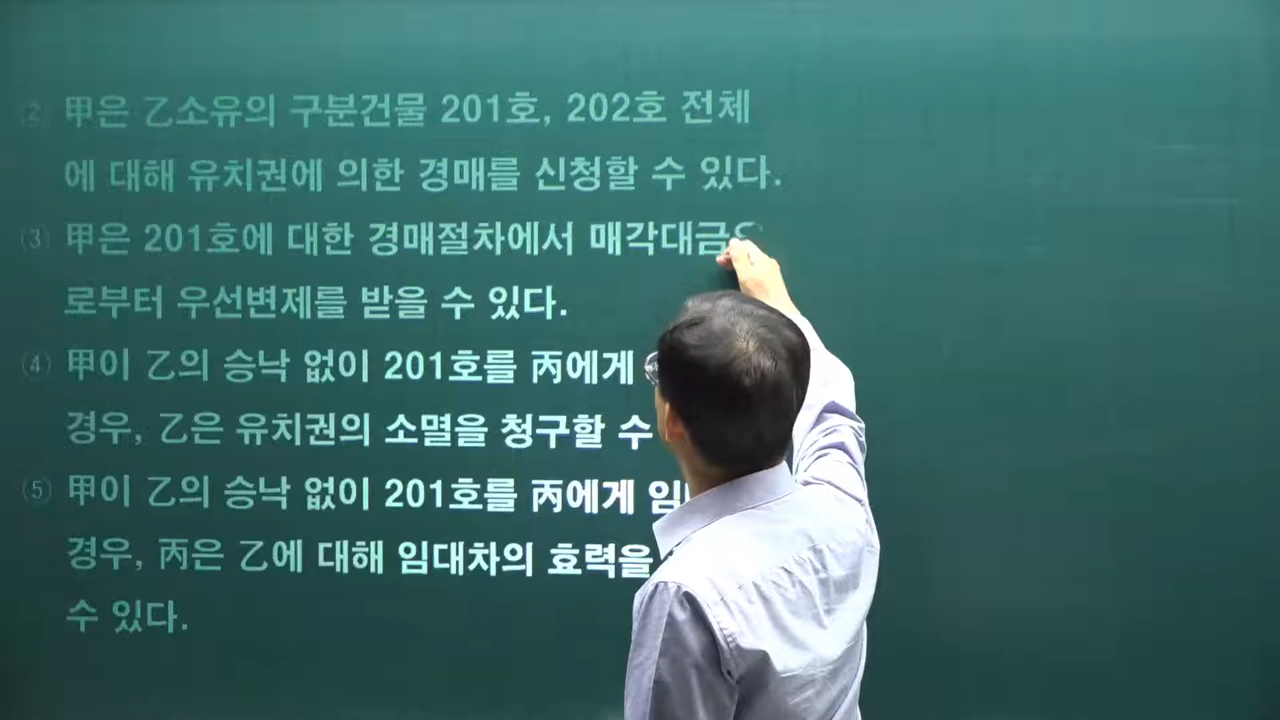 ② 甲은 乙소유의 구분건물 201호, 202호 전체
에 대해 유치권에 의한 경매를 신청할 수 있다.
③ 甲은 201호에 대한 경매절차에서 매각대금으
로부터 우선변제를 받을 수 있다.
④ 甲이 乙의 승낙 없이 201호를 丙에게
경우, 乙은 유치권의 소멸을 청구할 수
⑤ 甲이 乙의 승낙 없이 201호를 丙에게
경우, 丙은 乙에 대해 임대차의 효력을
수 있다.